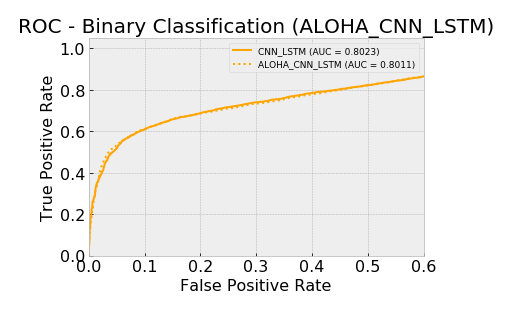 ROC - Binary Classification (ALOHA_CNN_LSTM)
CNN_LSTM (AUC = 0.8023)
ALOHA_CNN_LSTM (AUC = 0.8011)
1.0
0.8
0.6
0.4
0.2
0.0
True Positive Rate
0.0 0.1 0.2 0.3 0.4 0.5 0.6
False Positive Rate